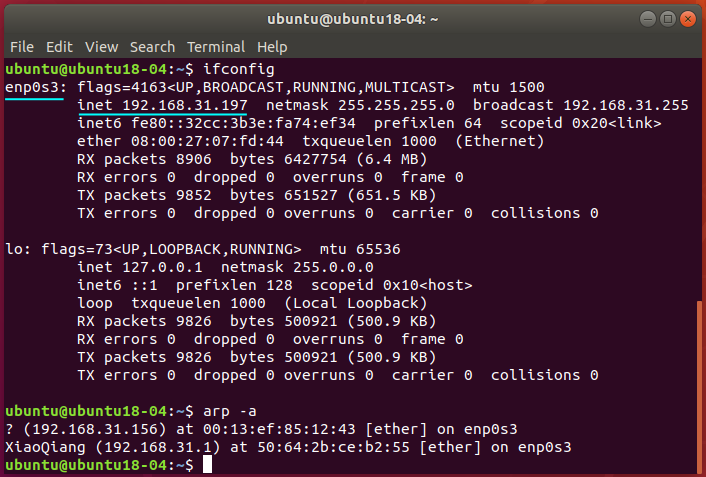 ubuntu@ubuntu18-04: ~
File Edit View Search Terminal Help
ubuntu@ubuntu18-04:~$ ifconfig
enp0s3: flags=4163<UP,BROADCAST,RUNNING,MULTICAST>  mtu 1500
        inet 192.168.31.197  netmask 255.255.255.0  broadcast 192.168.31.255
        inet6 fe80::32cc:3b3e:fa74:ef34  prefixlen 64  scopeid 0x20<link>
        ether 08:00:27:07:fd:44  txqueuelen 1000  (Ethernet)
        RX packets 8906  bytes 6427754 (6.4 MB)
        RX errors 0  dropped 0  overruns 0  frame 0
        TX packets 9852  bytes 651527 (651.5 KB)
        TX errors 0  dropped 0 overruns 0  carrier 0  collisions 0
lo: flags=73<UP,LOOPBACK,RUNNING>  mtu 65536
        inet 127.0.0.1  netmask 255.0.0.0
        inet6 ::1  prefixlen 128  scopeid 0x10<host>
        loop  txqueuelen 1000  (Local Loopback)
        RX packets 9826  bytes 500921 (500.9 KB)
        RX errors 0  dropped 0  overruns 0  frame 0
        TX packets 9826  bytes 500921 (500.9 KB)
        TX errors 0  dropped 0 overruns 0  carrier 0  collisions 0
ubuntu@ubuntu18-04:~$ arp -a
? (192.168.31.156) at 00:13:ef:85:12:43 [ether] on enp0s3
XiaoQiang (192.168.31.1) at 50:64:2b:ce:b2:55 [ether] on enp0s3
ubuntu@ubuntu18-04:~$